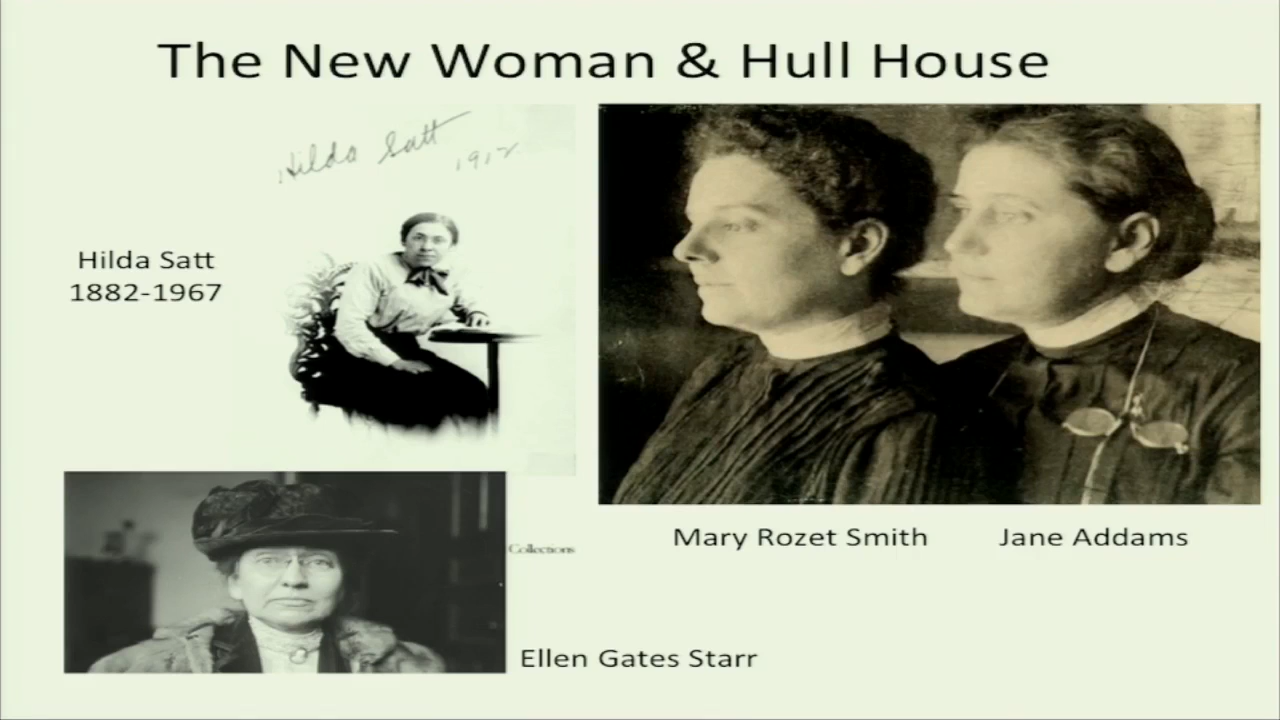 The New Woman & Hull House
Hilda Satt
1912
Hilda Satt
1882-1967
Mary Rozet Smith
Jane Addams
Collections
Ellen Gates Starr